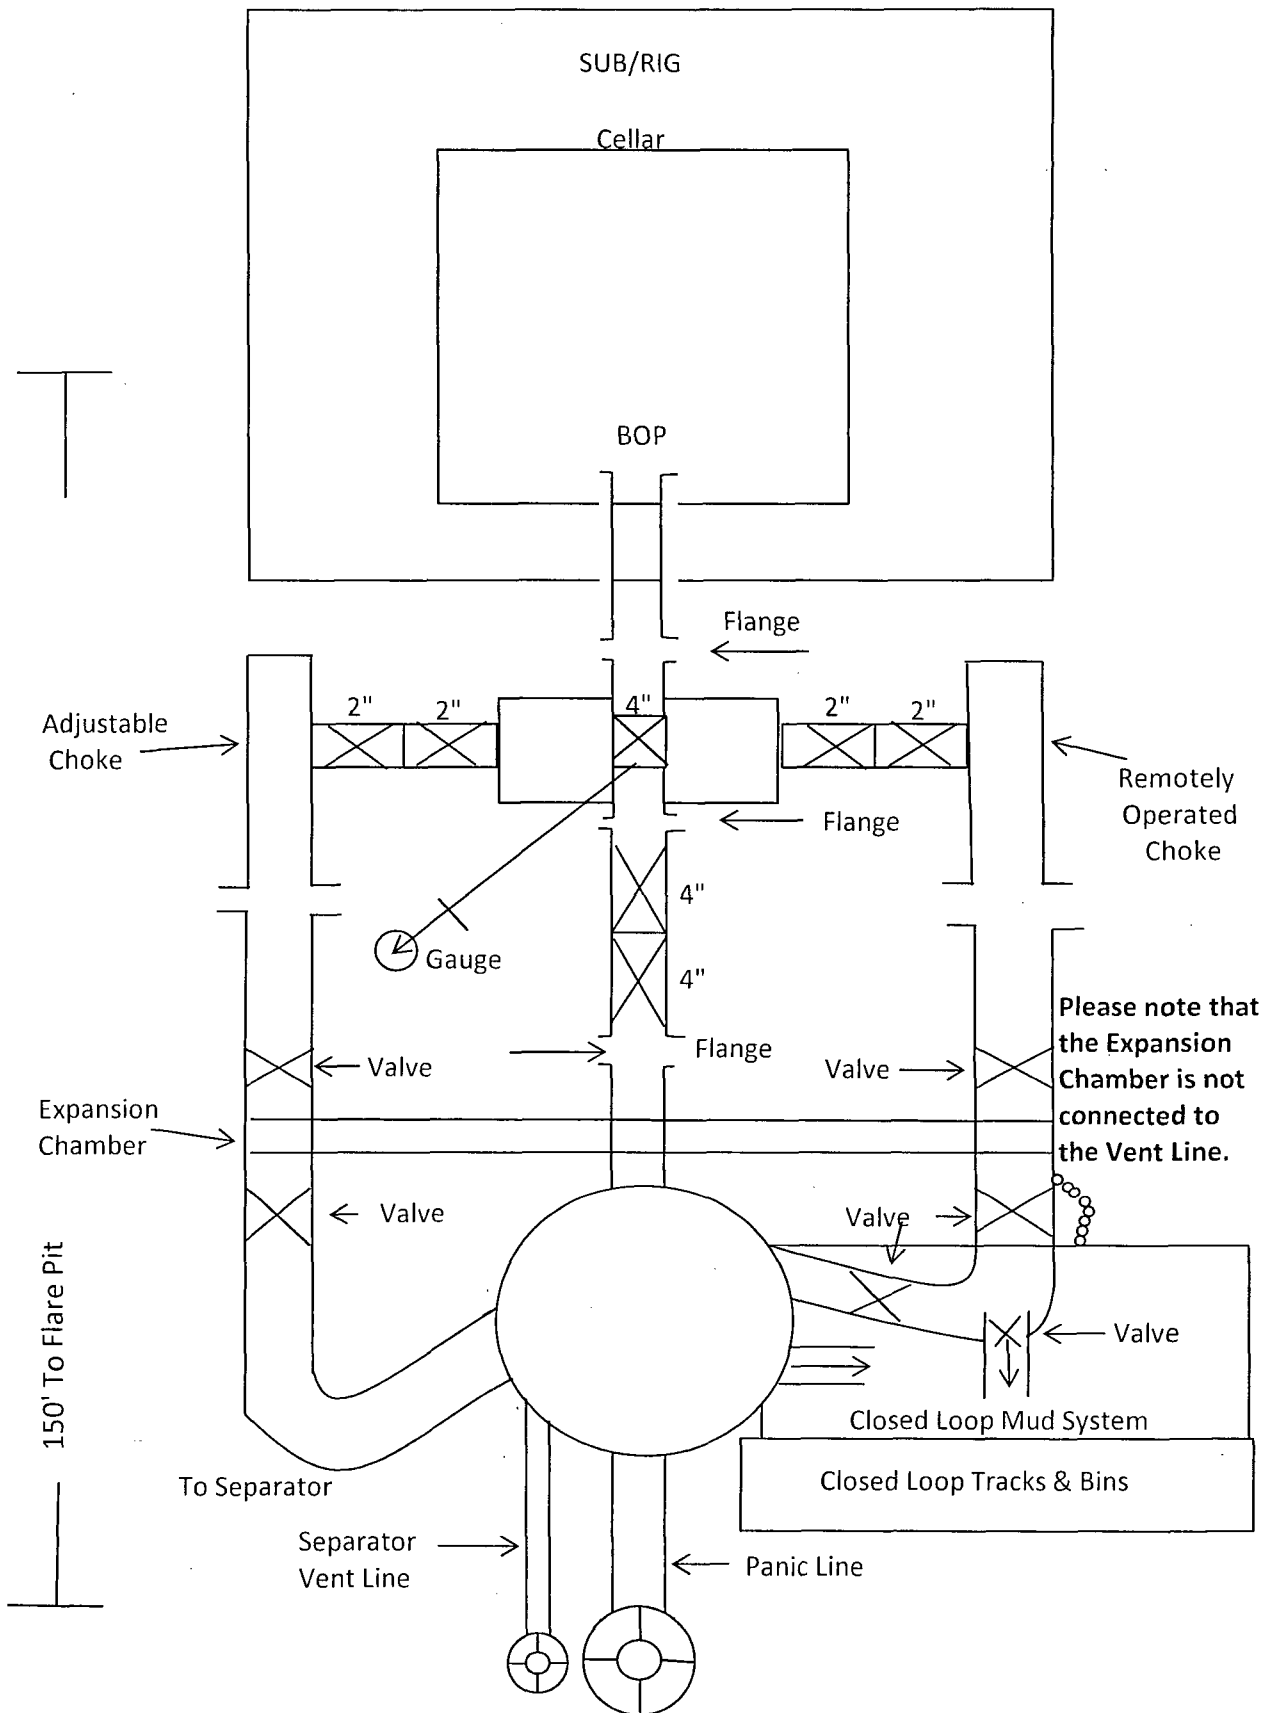 SUB/RIG
Cellar
BOP
Flange
2"
2"
4"
2"
2"
Adjustable
Choke
Remotely
Operated
Choke
Flange
4"
Gauge
4"
Please note that
the Expansion
Chamber is not
connected to
the Vent Line.
Flange
Valve
Valve
Expansion
Chamber
Valve
Valve
150' To Flare Pit
Valve
Closed Loop Mud System
Closed Loop Tracks & Bins
To Separator
Separator
Vent Line
Panic Line